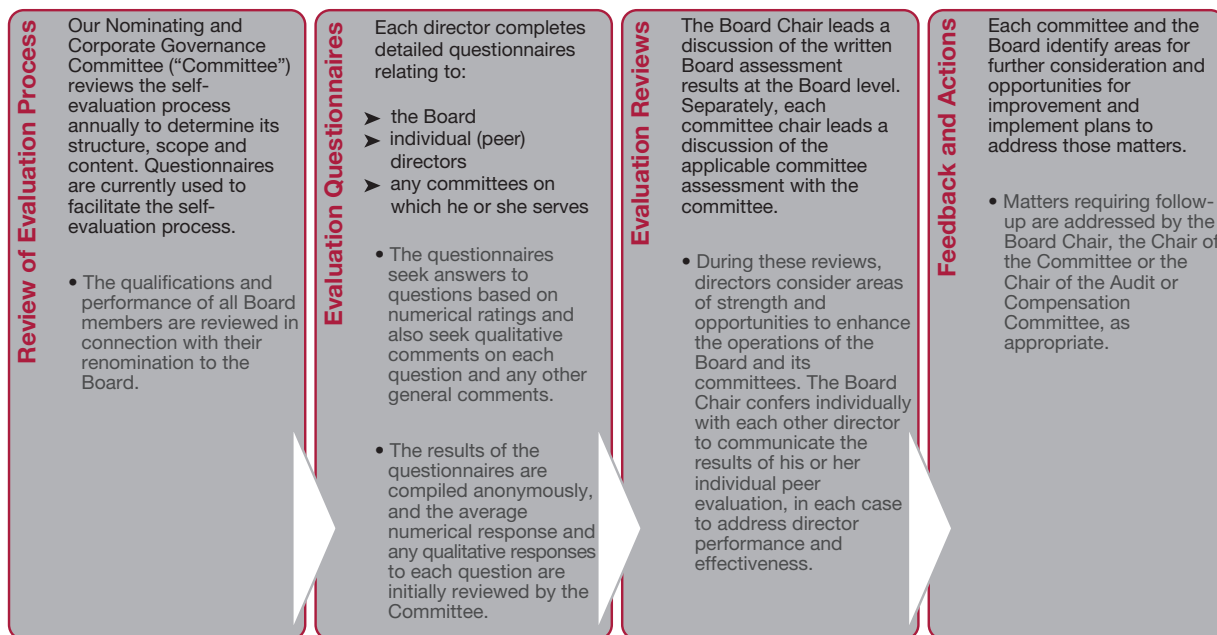 Review of Evaluation Process
Our Nominating and
Corporate Governance
Committee (“Committee”)
reviews the self-
evaluation process
annually to determine its
structure, scope and
content. Questionnaires
are currently used to
facilitate the self-
evaluation process.
• The qualifications and
performance of all Board
members are reviewed in
connection with their
renomination to the
Board.
Evaluation Questionnaires
Each director completes
detailed questionnaires
relating to:
➤ the Board
➤ individual (peer)
directors
➤ any committees on
which he or she serves
• The questionnaires
seek answers to
questions based on
numerical ratings and
also seek qualitative
comments on each
question and any other
general comments.
• The results of the
questionnaires are
compiled anonymously,
and the average
numerical response and
any qualitative responses
to each question are
initially reviewed by the
Committee.
Evaluation Reviews
The Board Chair leads a
discussion of the written
Board assessment
results at the Board level.
Separately, each
committee chair leads a
discussion of the
applicable committee
assessment with the
committee.
• During these reviews,
directors consider areas
of strength and
opportunities to enhance
the operations of the
Board and its
committees. The Board
Chair confers individually
with each other director
to communicate the
results of his or her
individual peer
evaluation, in each case
to address director
performance and
effectiveness.
Feedback and Actions
Each committee and the
Board identify areas for
further consideration and
opportunities for
improvement and
implement plans to
address those matters.
• Matters requiring follow-
up are addressed by the
Board Chair, the Chair of
the Committee or the
Chair of the Audit or
Compensation
Committee, as
appropriate.